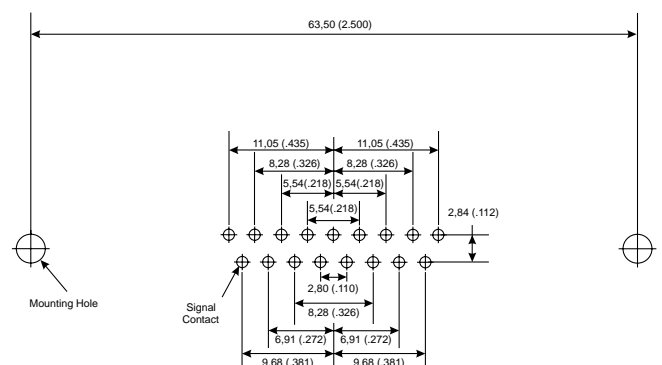 63,50 (2.500)
11,05 (.435) 11,05 (.435)
8,28 (.326) 8,28 (.326)
5,54(.218) 5,54(.218)
5,54(.218)
2,84 (.112)
Mounting Hole
Signal
Contact
2,80 (.110)
8,28 (.326)
6,91 (.272) 6,91 (.272)
9,68 (.381) 9,68 (.381)